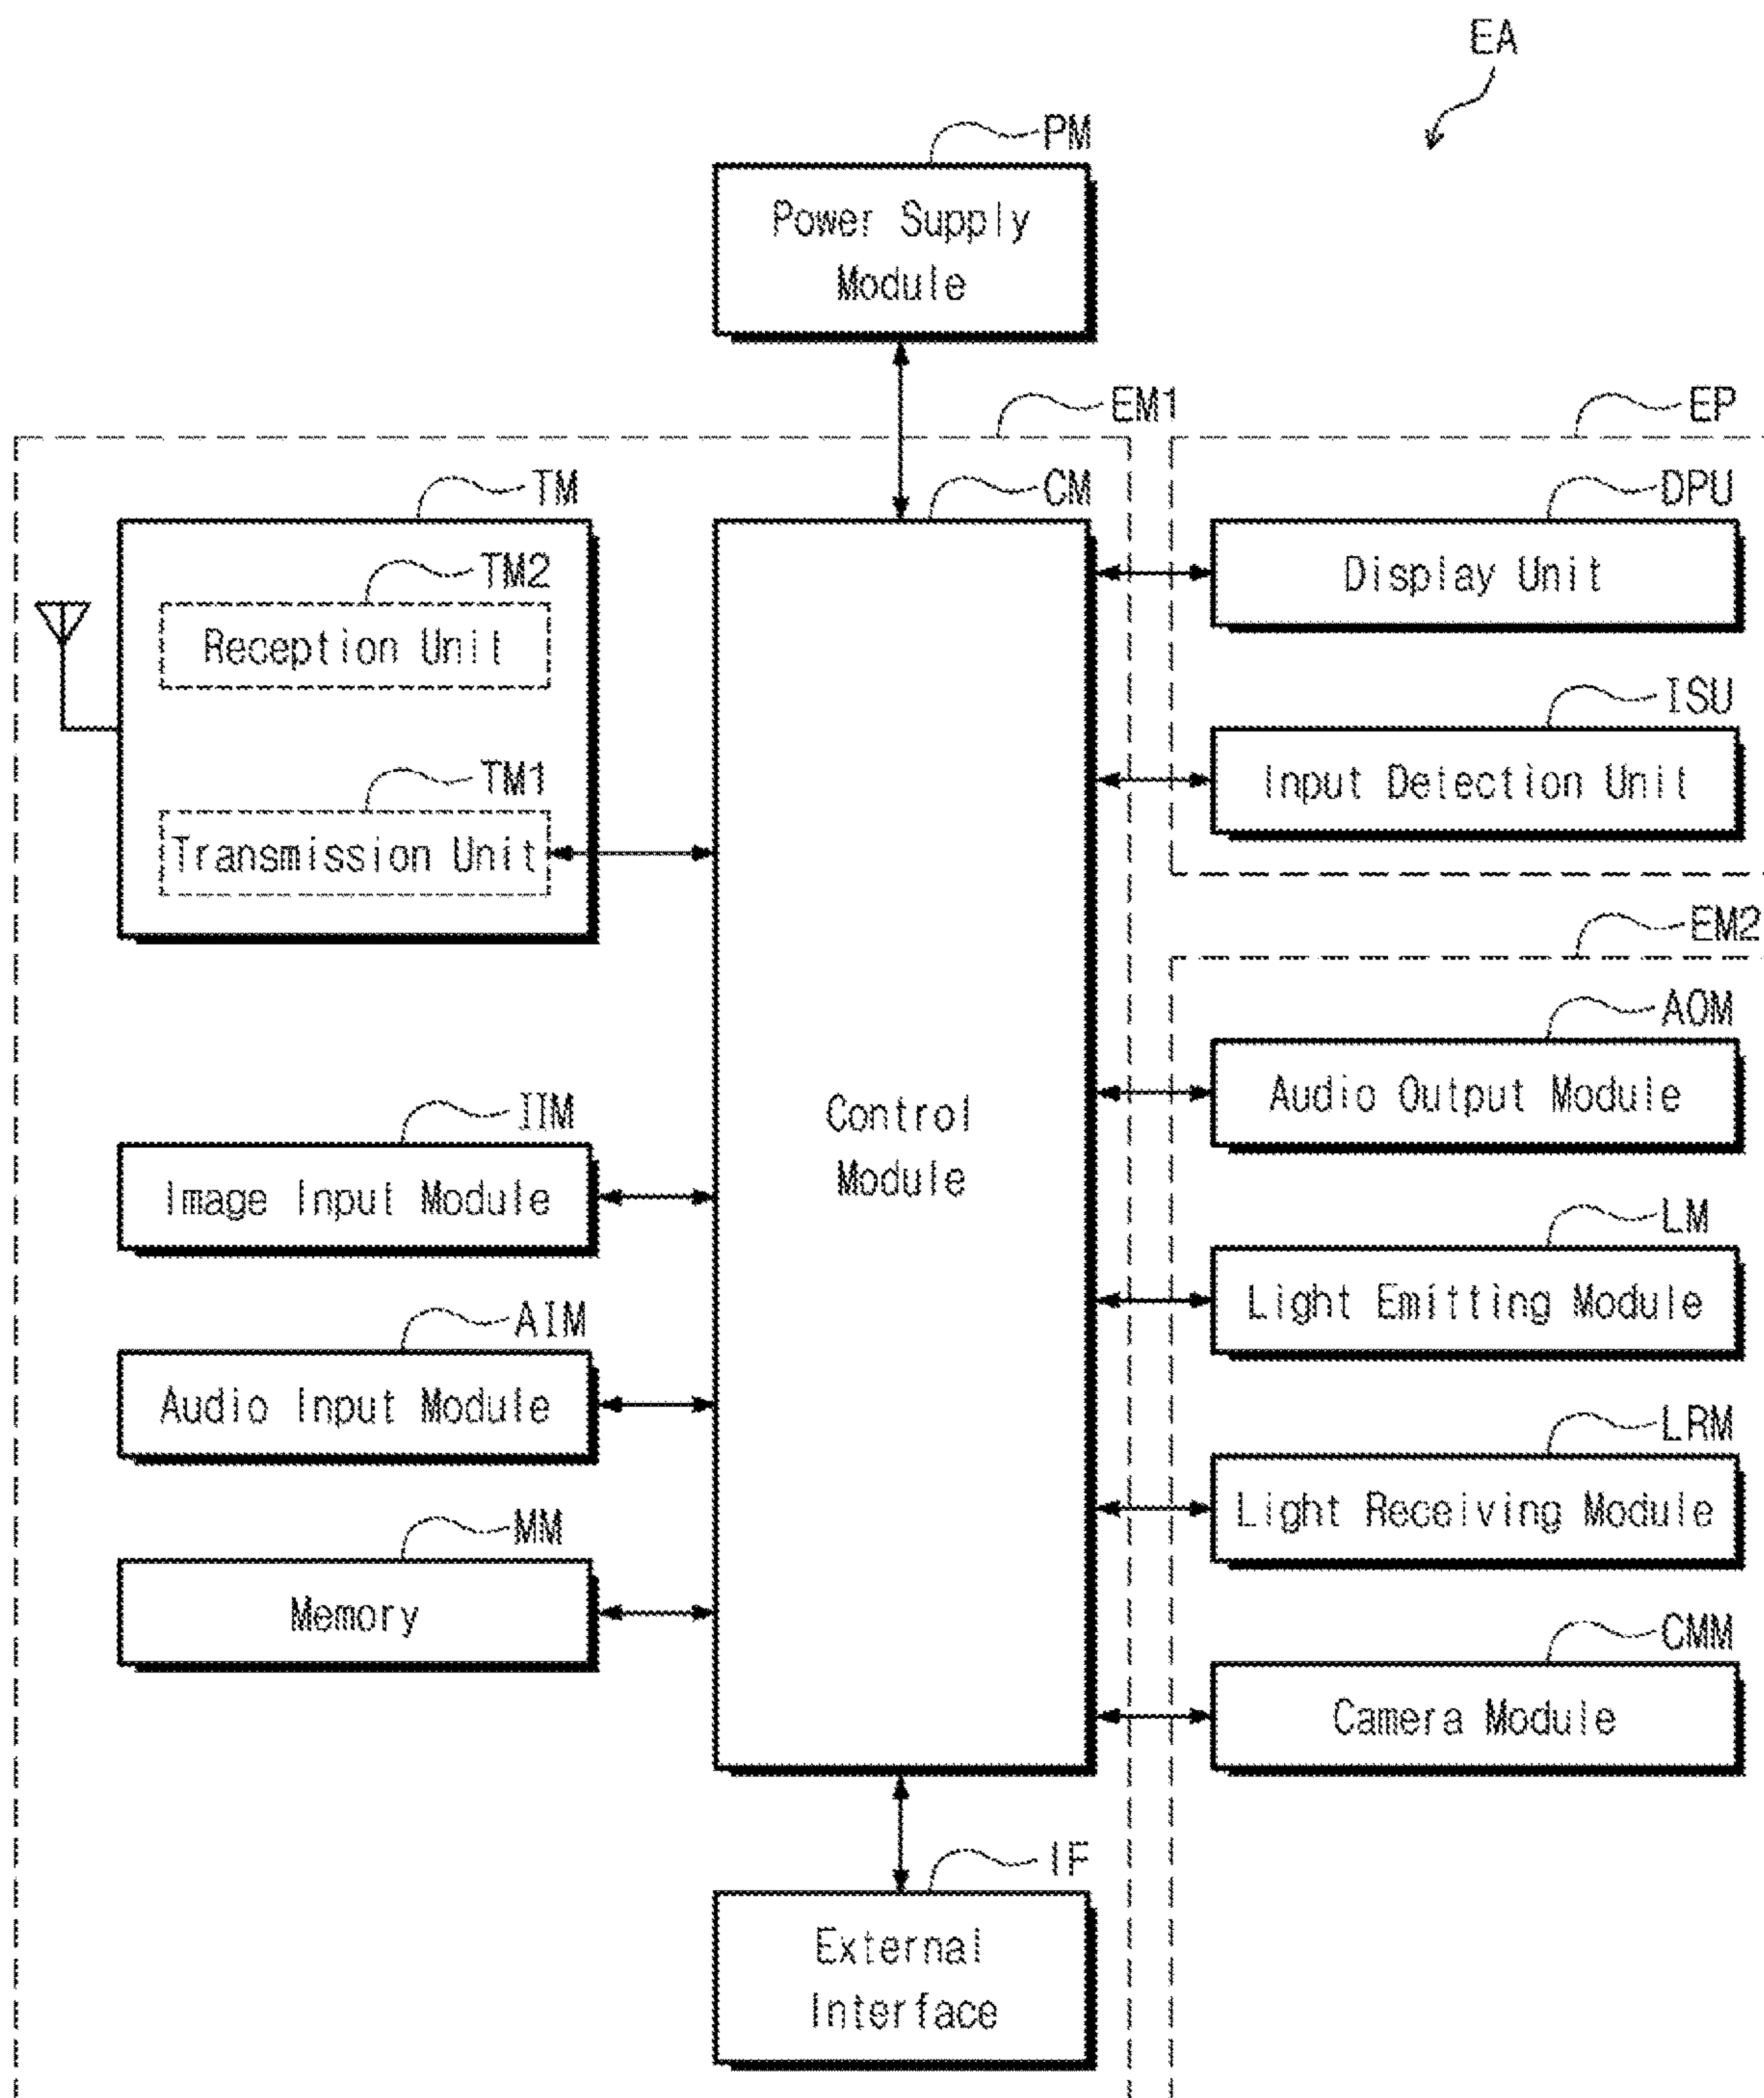 EA
PM
Power Supply
Module
EM1
EP
TM
CM
DPU
TM2
Reception Unit
Display Unit
ISU
TM1
Transmission Unit
Input Detection Unit
EM2
AOM
Audio Output Module
Control
Module
IIM
Image Input Module
LM
Light Emitting Module
AIM
Audio Input Module
LRM
Light Receiving Module
MM
Memory
CMM
Camera Module
IF
External
Interface